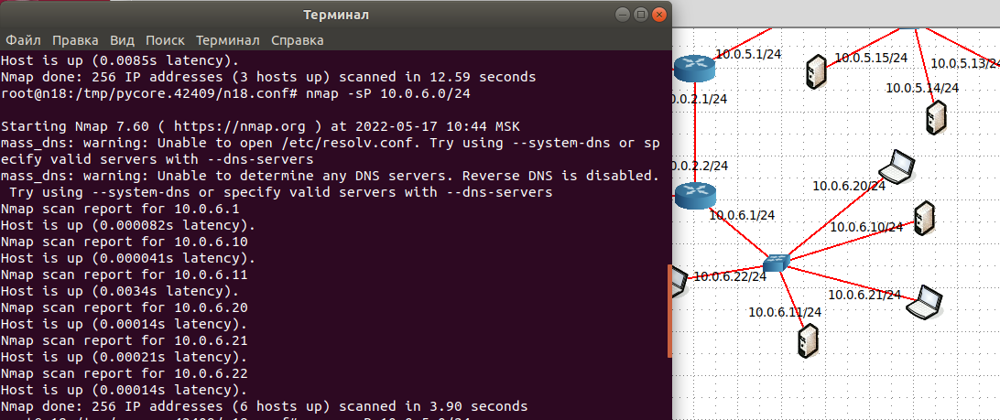 Терминал
Файл Правка Вид Поиск Терминал Справка
Host is up (0.0085s latency).
Nmap done: 256 IP addresses (3 hosts up) scanned in 12.59 seconds
root@n18:/tmp/pycore.42409/n18.conf# nmap -sP 10.0.6.0/24
Starting Nmap 7.60 ( https://nmap.org ) at 2022-05-17 10:44 MSK
mass_dns: warning: Unable to open /etc/resolv.conf. Try using --system-dns or sp
ecify valid servers with --dns-servers
mass_dns: warning: Unable to determine any DNS servers. Reverse DNS is disabled.
Try using --system-dns or specify valid servers with --dns-servers
Nmap scan report for 10.0.6.1
Host is up (0.000082s latency).
Nmap scan report for 10.0.6.10
Host is up (0.000041s latency).
Nmap scan report for 10.0.6.11
Host is up (0.0034s latency).
Nmap scan report for 10.0.6.20
Host is up (0.00014s latency).
Nmap scan report for 10.0.6.21
Host is up (0.00021s latency).
Nmap scan report for 10.0.6.22
Host is up (0.00014s latency).
Nmap done: 256 IP addresses (6 hosts up) scanned in 3.90 seconds
10.0.5.1/24
10.0.5.15/24
10.0.5.13/24
10.0.5.14/24
0.0.2.1/24
0.0.2.2/24
10.0.6.20/24
10.0.6.1/24
10.0.6.10/24
10.0.6.22/24
10.0.6.21/24
10.0.6.11/24